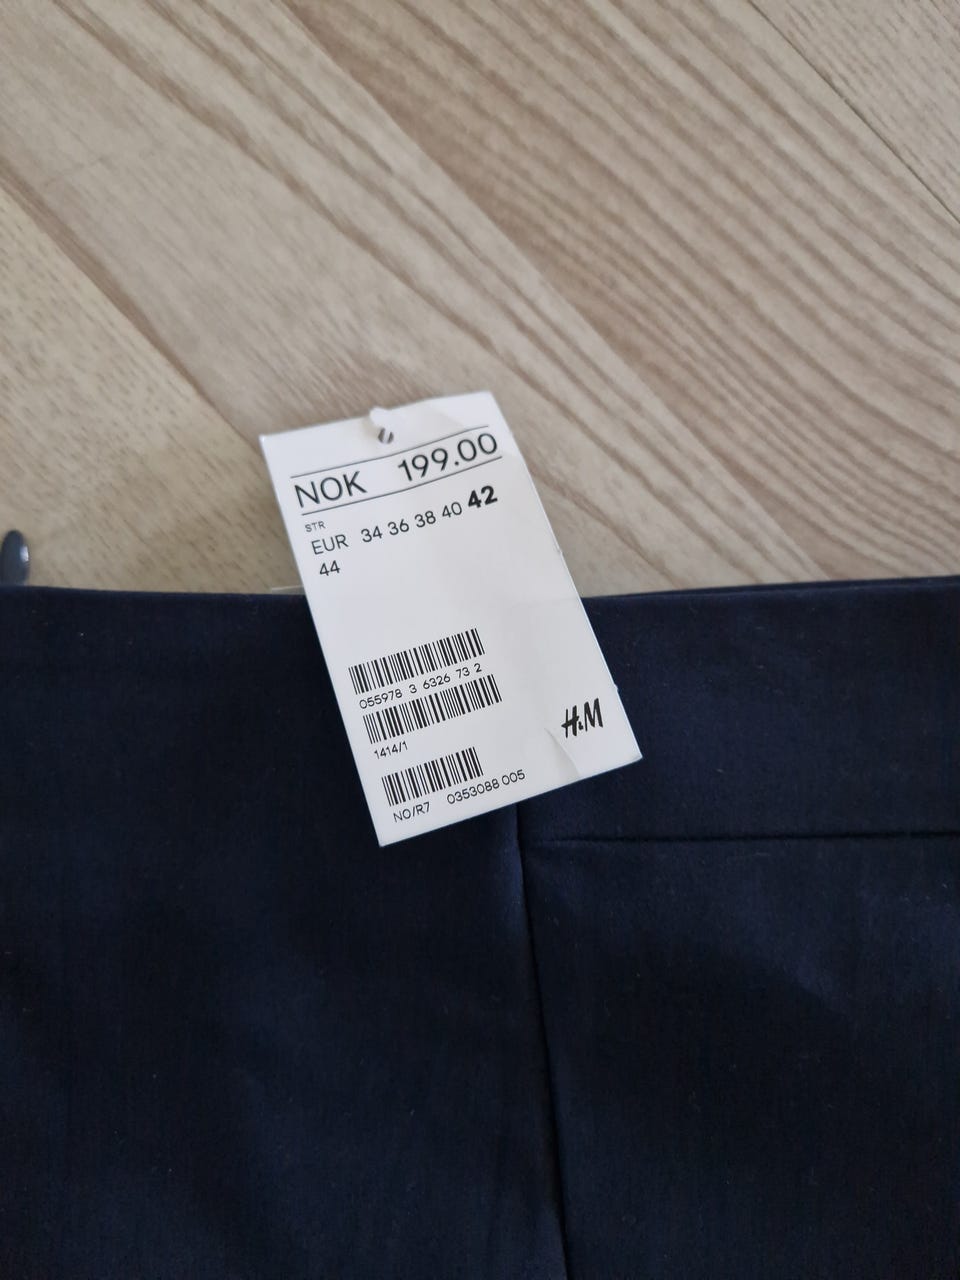 NOK 199.00
STR
EUR 34 36 38 40 42
44
055978 3 6326 73 2
1414/1
H&M
NO/R7 0353088 005